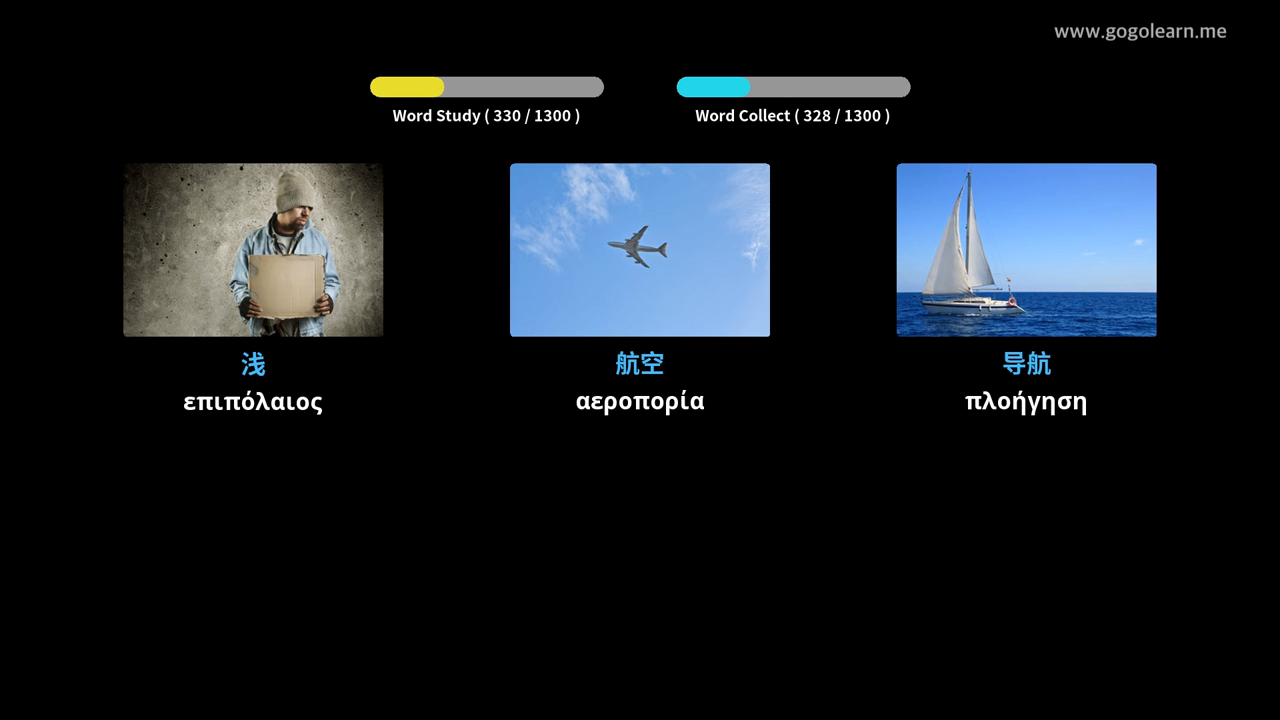 www.gogolearn.me
Word Study ( 330 / 1300 )
Word Collect ( 328 / 1300 )
浅
επιπόλαιος
航空
αεροπορία
导航
πλοήγηση